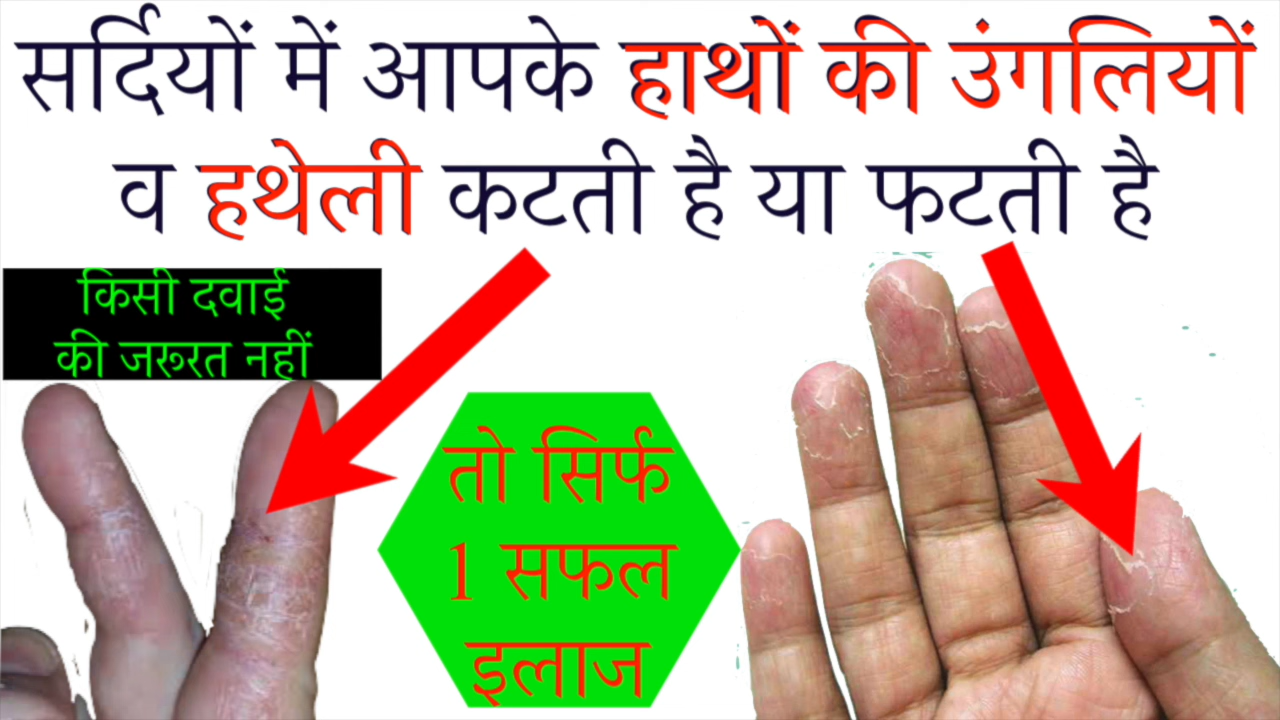 सर्दियों में आपके हाथों की उंगलियों
व हथेली कटती है या फटती है
किसी दवाई
की जरूरत नहीं
तो सिर्फ
1 सफल
इलाज